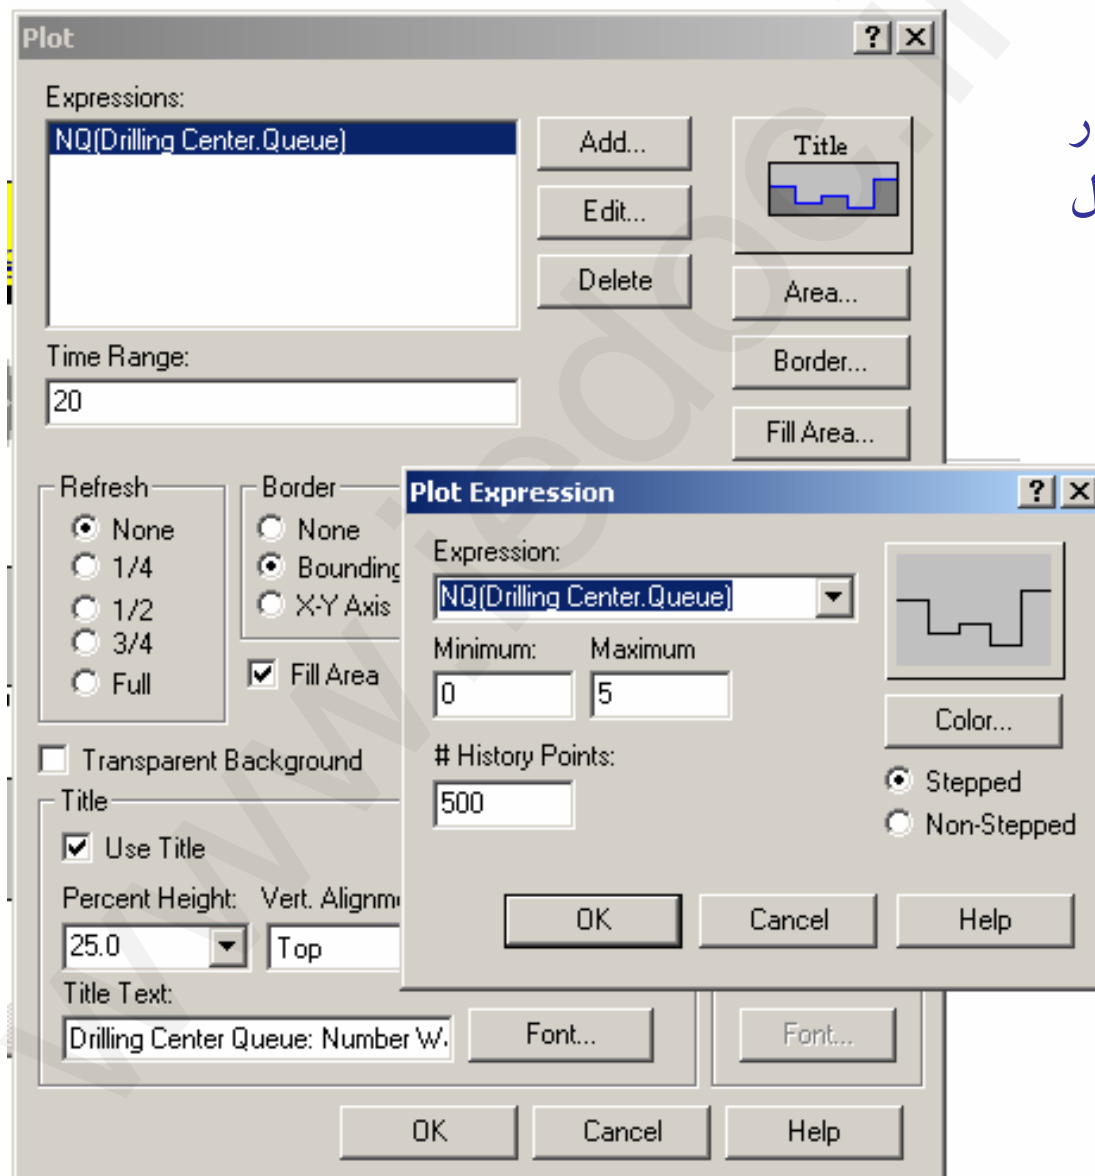 Plot
Expressions:
NQ(Drilling Center.Queue)
Add...
Edit...
Delete
Title
Area...
Border...
Fill Area...
Time Range:
20
Refresh
None
1/4
1/2
3/4
Full
Border
None
Bounding
X-Y Axis
Fill Area
Transparent Background
Title
Use Title
Percent Height: Vert. Alignme
25.0 Top
Title Text:
Drilling Center Queue: Number W
Font...
Font...
OK Cancel Help
Plot Expression
Expression:
NQ(Drilling Center.Queue)
Minimum: Maximum
0 5
# History Points:
500
Color...
Stepped
Non-Stepped
OK Cancel Help
ر
ل